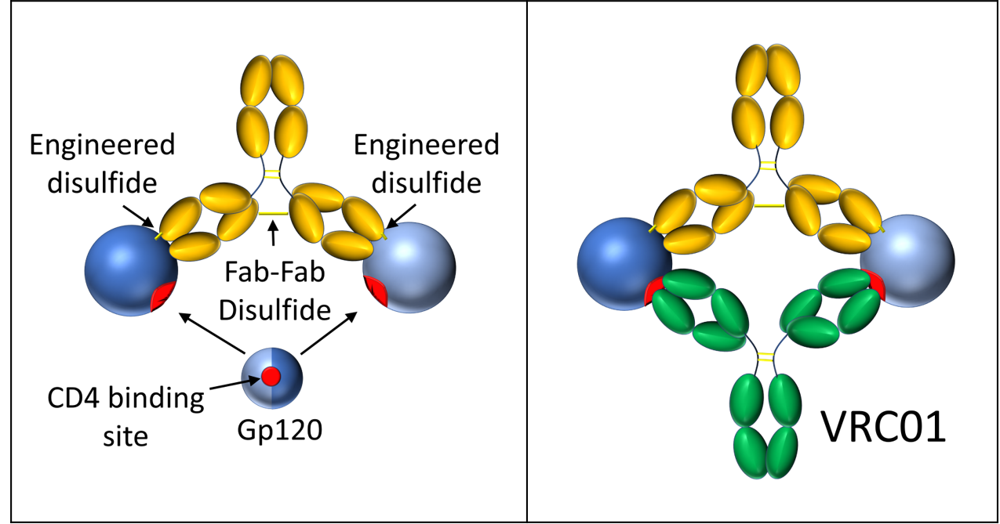 Engineered
disulfide
Engineered
disulfide
Fab-Fab
Disulfide
CD4 binding
site
Gp120
VRC01